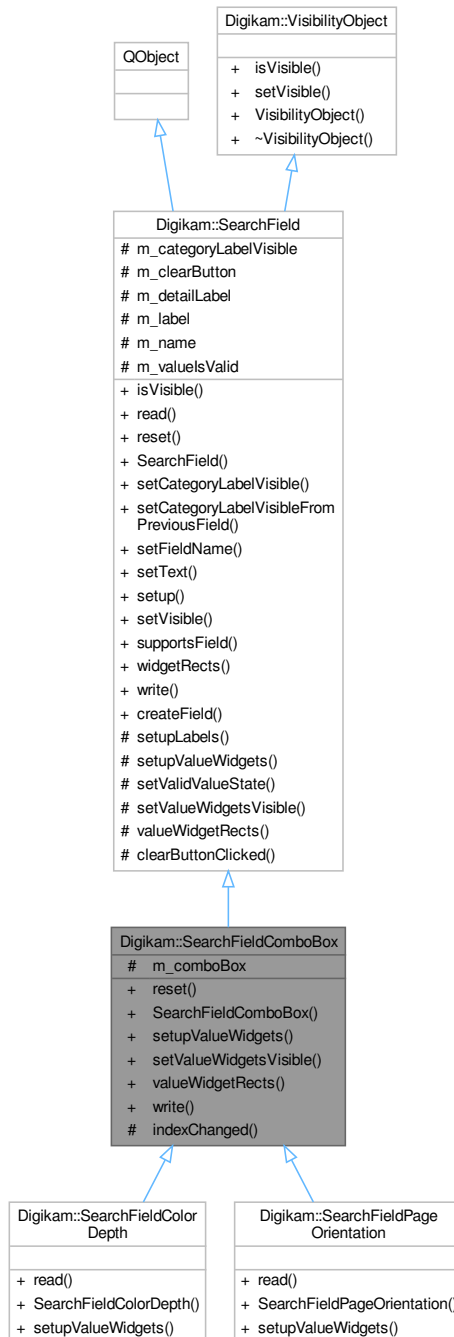 Digikam::VisibilityObject
+ isVisible()
+ setVisible()
+ VisibilityObject()
+ ~VisibilityObject()
QObject
Digikam::SearchField
# m_categoryLabelVisible
# m_clearButton
# m_detailLabel
# m_label
# m_name
# m_valueIsValid
+ isVisible()
+ read()
+ reset()
+ SearchField()
+ setCategoryLabelVisible()
+ setCategoryLabelVisibleFrom
PreviousField()
+ setFieldName()
+ setText()
+ setup()
+ setVisible()
+ supportsField()
+ widgetRects()
+ write()
+ createField()
# setupLabels()
# setupValueWidgets()
# setValidValueState()
# setValueWidgetsVisible()
# valueWidgetRects()
# clearButtonClicked()
Digikam::SearchFieldComboBox
# m_comboBox
+ reset()
+ SearchFieldComboBox()
+ setupValueWidgets()
+ setValueWidgetsVisible()
+ valueWidgetRects()
+ write()
# indexChanged()
Digikam::SearchFieldColor
Depth
+ read()
+ SearchFieldColorDepth()
+ setupValueWidgets()
Digikam::SearchFieldPage
Orientation
+ read()
+ SearchFieldPageOrientation()
+ setupValueWidgets()